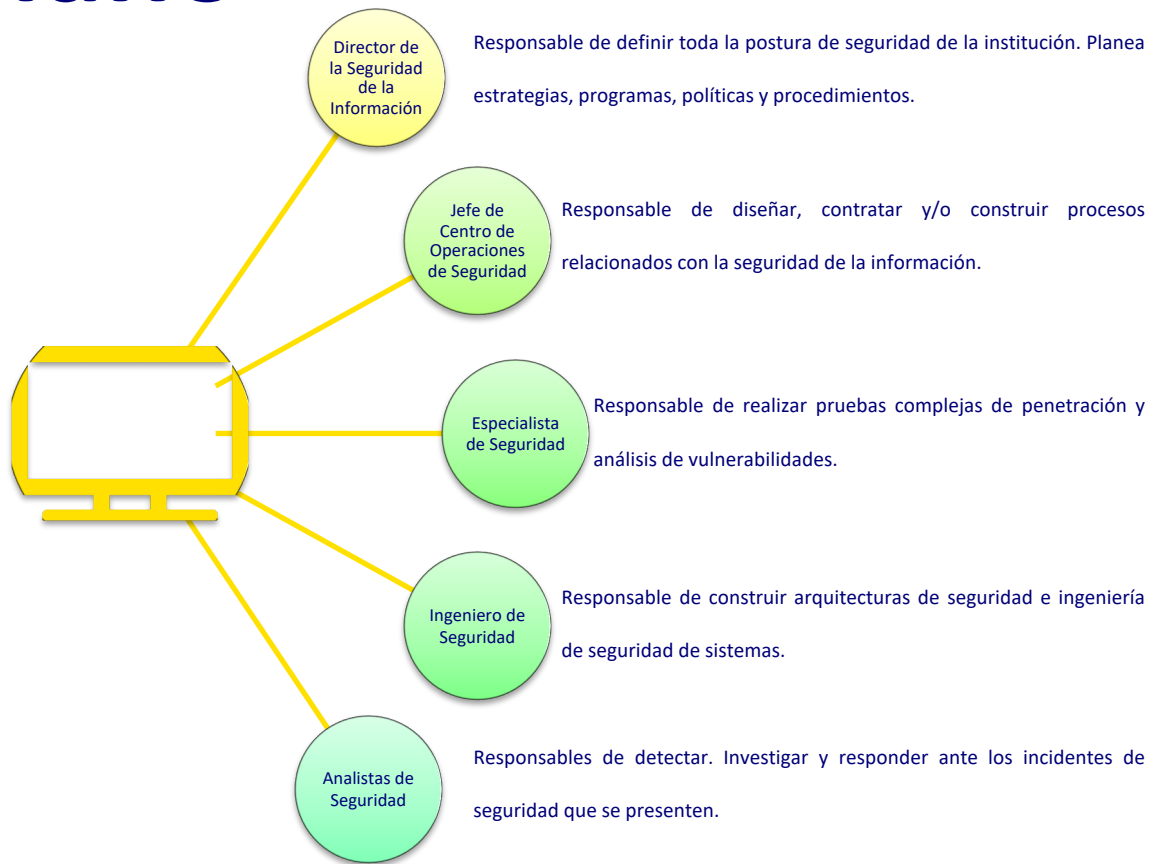 Director de
la Seguridad
de la
Información
Responsable de definir toda la postura de seguridad de la institución. Planea
estrategias, programas, políticas y procedimientos.
Jefe de
Centro de
Operaciones
de Seguridad
Responsable de diseñar, contratar y/o construir procesos
relacionados con la seguridad de la información.
Especialista
de Seguridad
Responsable de realizar pruebas complejas de penetración y
análisis de vulnerabilidades.
Ingeniero de
Seguridad
Responsable de construir arquitecturas de seguridad e ingeniería
de seguridad de sistemas.
Analistas de
Seguridad
Responsables de detectar. Investigar y responder ante los incidentes de
seguridad que se presenten.